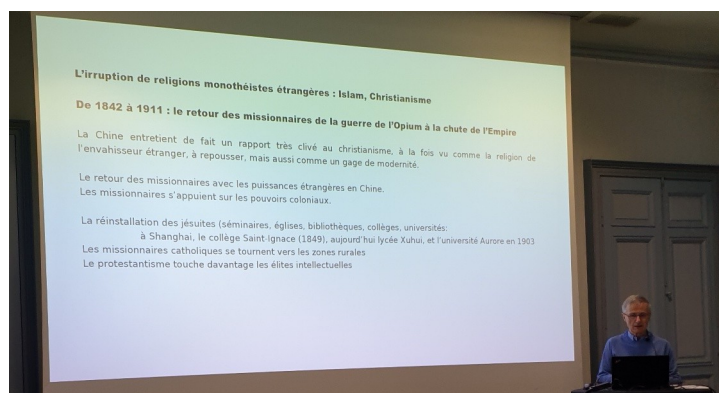 L'irruption de religions monothéistes étrangères : Islam, Christianisme
De 1842 à 1911 : le retour des missionnaires de la guerre de l'Opium à la chute de l'Empire
La Chine entretient de fait un rapport très clivé au christianisme, à la fois vu comme la religion de
l'envahisseur étranger, à repousser, mais aussi comme un gage de modernité.
Le retour des missionnaires avec les puissances étrangères en Chine.
Les missionnaires s'appuient sur les pouvoirs coloniaux.
La réinstallation des jésuites (séminaires, églises, bibliothèques, collèges, universités:
à Shanghai, le collège Saint-Ignace (1849), aujourd'hui lycée Xuhui, et l'université Aurore en 1903
Les missionnaires catholiques se tournent vers les zones rurales
Le protestantisme touche davantage les élites intellectuelles